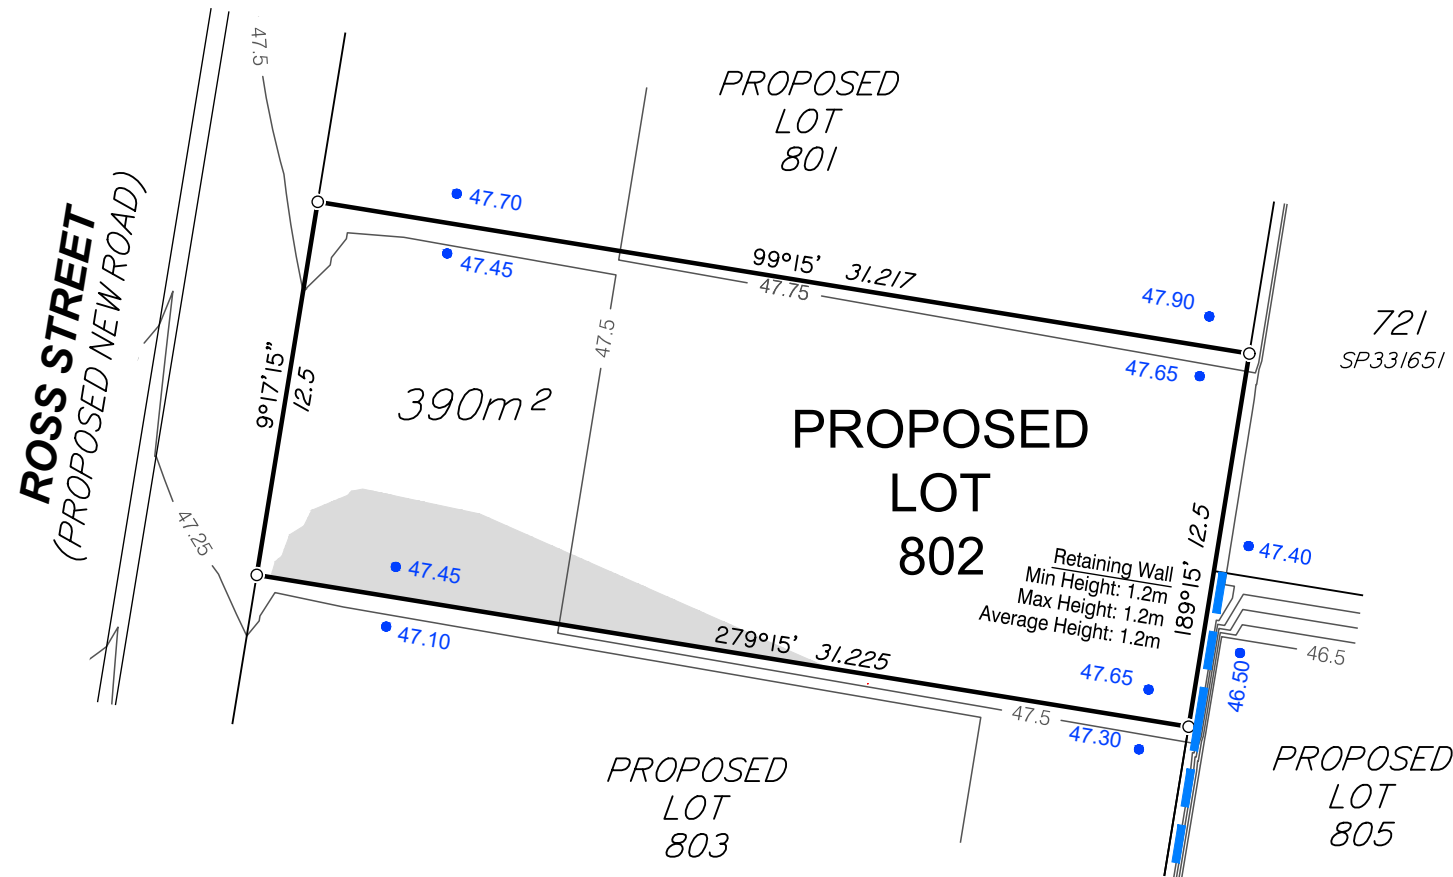 47.5
PROPOSED
LOT
801
47.70
47.45
99°15'
31.217
47.75
47.90
47.65
721
SP331651
ROSS STREET
(PROPOSED NEW ROAD)
9°17'15"
12.5
390m²
47.5
PROPOSED
LOT
802
Retaining Wall
Min Height: 1.2m
Max Height: 1.2m
Average Height: 1.2m
189°15'
12.5
47.40
46.5
46.50
47.25
47.45
47.10
279°15'
31.225
47.65
47.5
47.30
PROPOSED
LOT
803
PROPOSED
LOT
805